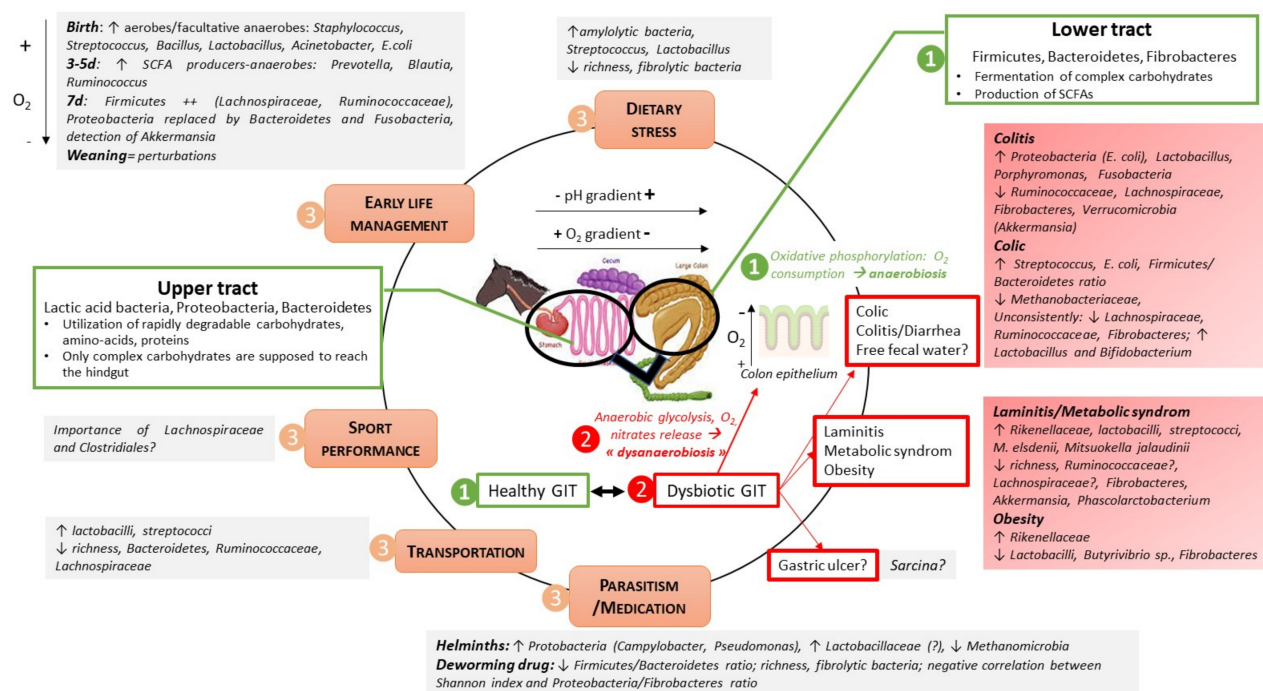 +
O2
-
Birth: ↑ aerobes/facultative anaerobes: Staphylococcus,
Streptococcus, Bacillus, Lactobacillus, Acinetobacter, E.coli
3-5d: ↑ SCFA producers-anaerobes: Prevotella, Blautia,
Ruminococcus
7d: Firmicutes ++ (Lachnospiraceae, Ruminococcaceae),
Proteobacteria replaced by Bacteroidetes and Fusobacteria,
detection of Akkermansia
Weaning= perturbations
↑amylolytic bacteria,
Streptococcus, Lactobacillus
↓ richness, fibrolytic bacteria
3
DIETARY
STRESS
1
Lower tract
Firmicutes, Bacteroidetes, Fibrobacteres
• Fermentation of complex carbohydrates
• Production of SCFAs
3
EARLY LIFE
MANAGEMENT
- pH gradient +
+ O2 gradient -
Cecum
Large Colon
Stomach
1
Oxidative phosphorylation: O2
consumption → anaerobiosis
-
O2
+
Colon epithelium
1
Upper tract
Lactic acid bacteria, Proteobacteria, Bacteroidetes
• Utilization of rapidly degradable carbohydrates,
amino-acids, proteins
• Only complex carbohydrates are supposed to reach
the hindgut
Colic
Colitis/Diarrhea
Free fecal water?
Colitis
↑ Proteobacteria (E. coli), Lactobacillus,
Porphyromonas, Fusobacteria
↓ Ruminococcaceae, Lachnospiraceae,
Fibrobacteres, Verrucomicrobia
(Akkermansia)
Colic
↑ Streptococcus, E. coli, Firmicutes/
Bacteroidetes ratio
↓ Methanobacteriaceae,
Unconsistently: ↓ Lachnospiraceae,
Ruminococcaceae, Fibrobacteres; ↑
Lactobacillus and Bifidobacterium
Importance of Lachnospiraceae
and Clostridiales?
3
SPORT
PERFORMANCE
2
Anaerobic glycolysis, O2,
nitrates release →
« dysanaerobiosis »
Laminitis
Metabolic syndrom
Obesity
Laminitis/Metabolic syndrom
↑ Rikenellaceae, lactobacilli, streptococci,
M. elsdenii, Mitsuokella jalaudinii
↓ richness, Ruminococcaceae?,
Lachnospiraceae?, Fibrobacteres,
Akkermansia, Phascolarctobacterium
Obesity
↑ Rikenellaceae
↓ Lactobacilli, Butyrivibrio sp., Fibrobacteres
1
Healthy GIT
2
Dysbiotic GIT
↑ lactobacilli, streptococci
↓ richness, Bacteroidetes, Ruminococcaceae,
Lachnospiraceae
3
TRANSPORTATION
Gastric ulcer?
Sarcina?
3
PARASITISM
/MEDICATION
Helminths: ↑ Protobacteria (Campylobacter, Pseudomonas), ↑ Lactobacillaceae (?), ↓ Methanomicrobia
Deworming drug: ↓ Firmicutes/Bacteroidetes ratio; richness, fibrolytic bacteria; negative correlation between
Shannon index and Proteobacteria/Fibrobacteres ratio